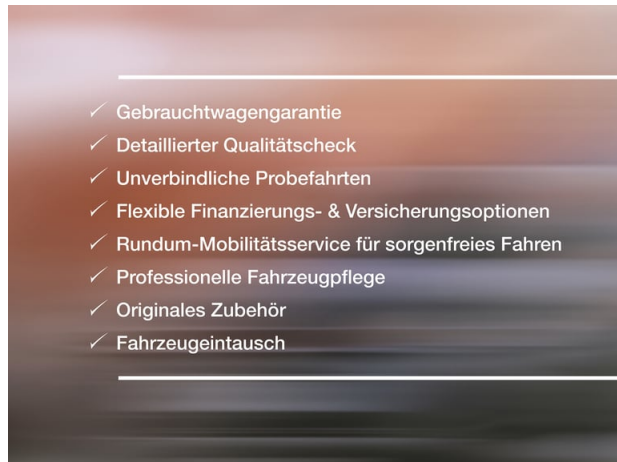 Gebrauchtwagengarantie
Detaillierter Qualitätscheck
Unverbindliche Probefahrten
Flexible Finanzierungs- & Versicherungsoptionen
Rundum-Mobilitätsservice für sorgenfreies Fahren
Professionelle Fahrzeugpflege
Originales Zubehör
Fahrzeugeintausch